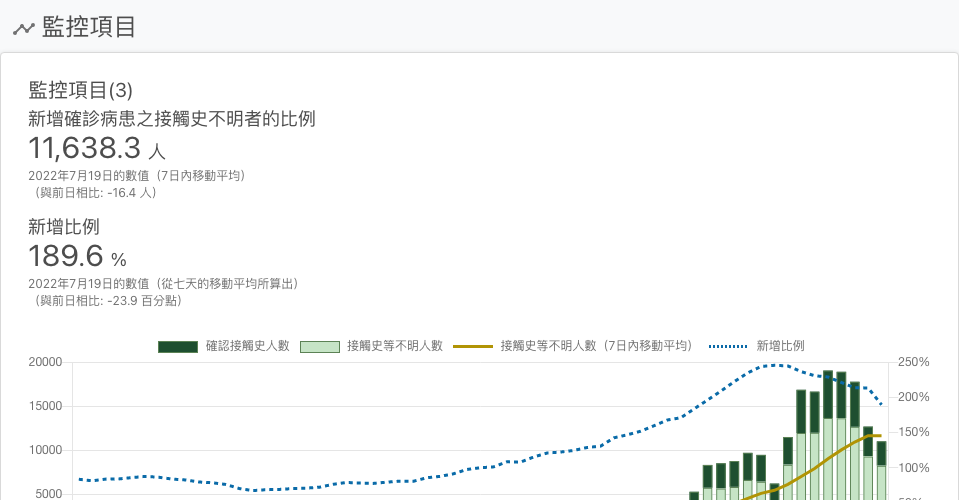 監控項目
監控項目(3)
新增確診病患之接觸史不明者的比例
11,638.3 人
2022年7月19日的數值（7日內移動平均）
（與前日相比: -16.4 人）
新增比例
189.6 %
2022年7月19日的數值（從七天的移動平均所算出）
（與前日相比: -23.9 百分點）
確認接觸史人數 接觸史等不明人數 接觸史等不明人數（7日內移動平均） 新增比例
20000 250%
200%
15000
150%
10000
100%
5000